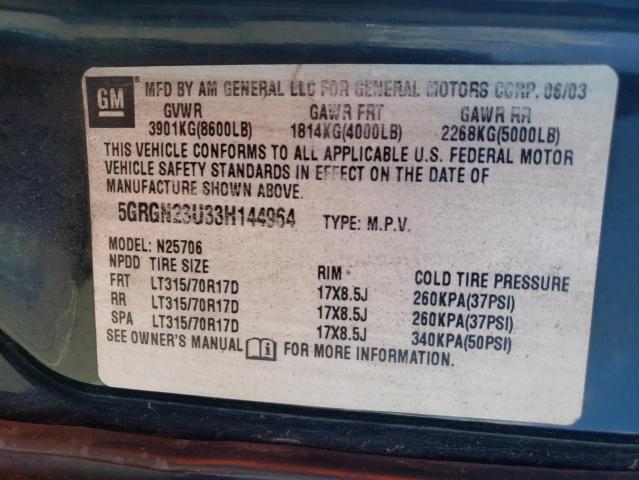 GM ® MFD BY AM GENERAL LLC FOR GENERAL MOTORS CORP. 06/03
GVWR GAWR FRT GAWR RR
3901KG(8600LB) 1814KG(4000LB) 2268KG(5000LB)
THIS VEHICLE CONFORMS TO ALL APPLICABLE U.S. FEDERAL MOTOR
VEHICLE SAFETY STANDARDS IN EFFECT ON THE DATE OF
MANUFACTURE SHOWN ABOVE.
5GRGN23U33H144964 TYPE: M.P.V.
MODEL: N25706
NPDD TIRE SIZE RIM COLD TIRE PRESSURE
FRT LT315/70R17D 17X8.5J 260KPA(37PSI)
RR LT315/70R17D 17X8.5J 260KPA(37PSI)
SPA LT315/70R17D 17X8.5J 340KPA(50PSI)
SEE OWNER'S MANUAL i FOR MORE INFORMATION.